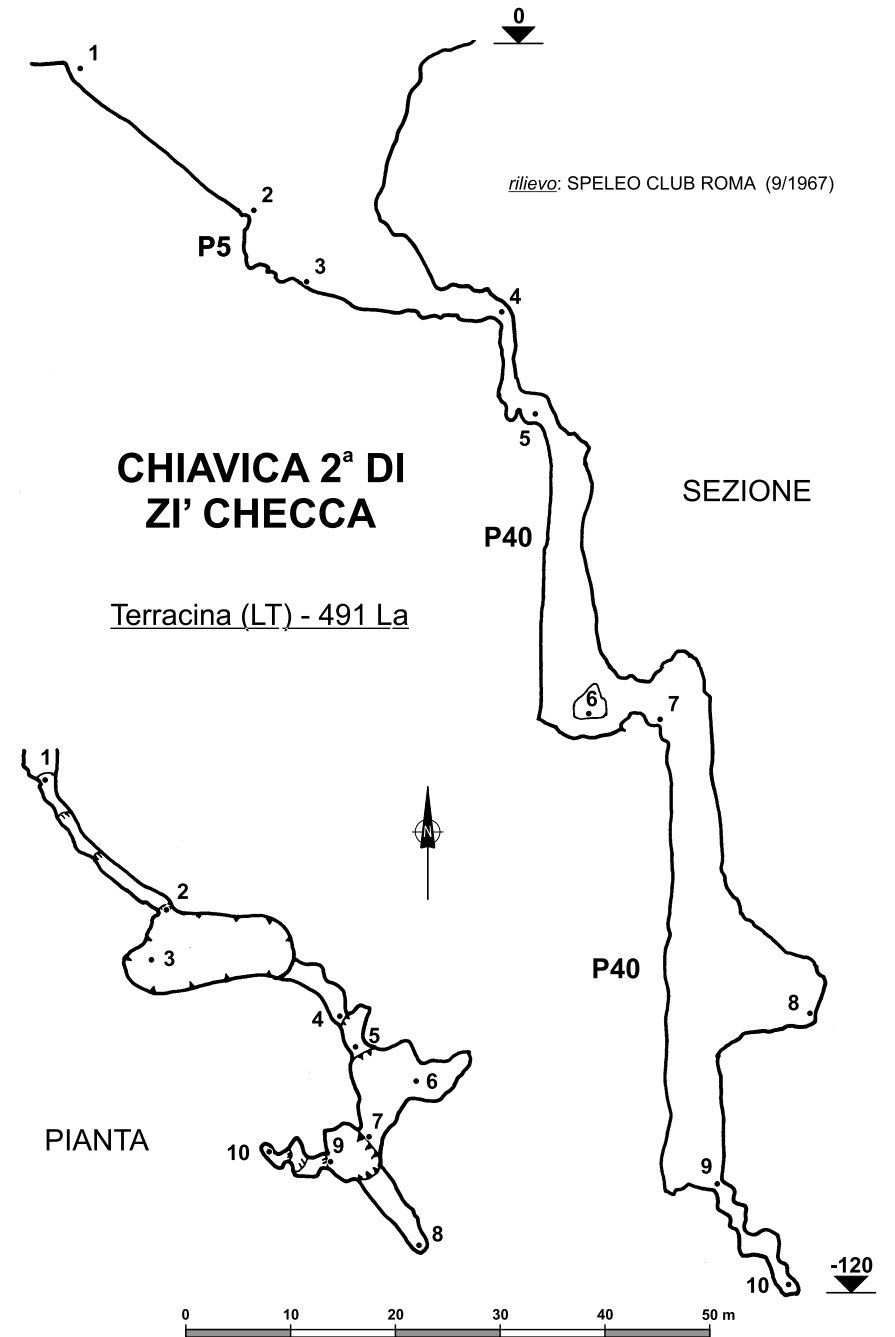 0
1
rilievo: SPELEO CLUB ROMA (9/1967)
2
P5
3
4
5
CHIAVICA 2ª DI
ZI' CHECCA
SEZIONE
P40
Terracina (LT) - 491 La
6
7
1
N
2
3
P40
8
4
5
6
7
PIANTA
10
9
9
8
10
-120
0 10 20 30 40 50 m